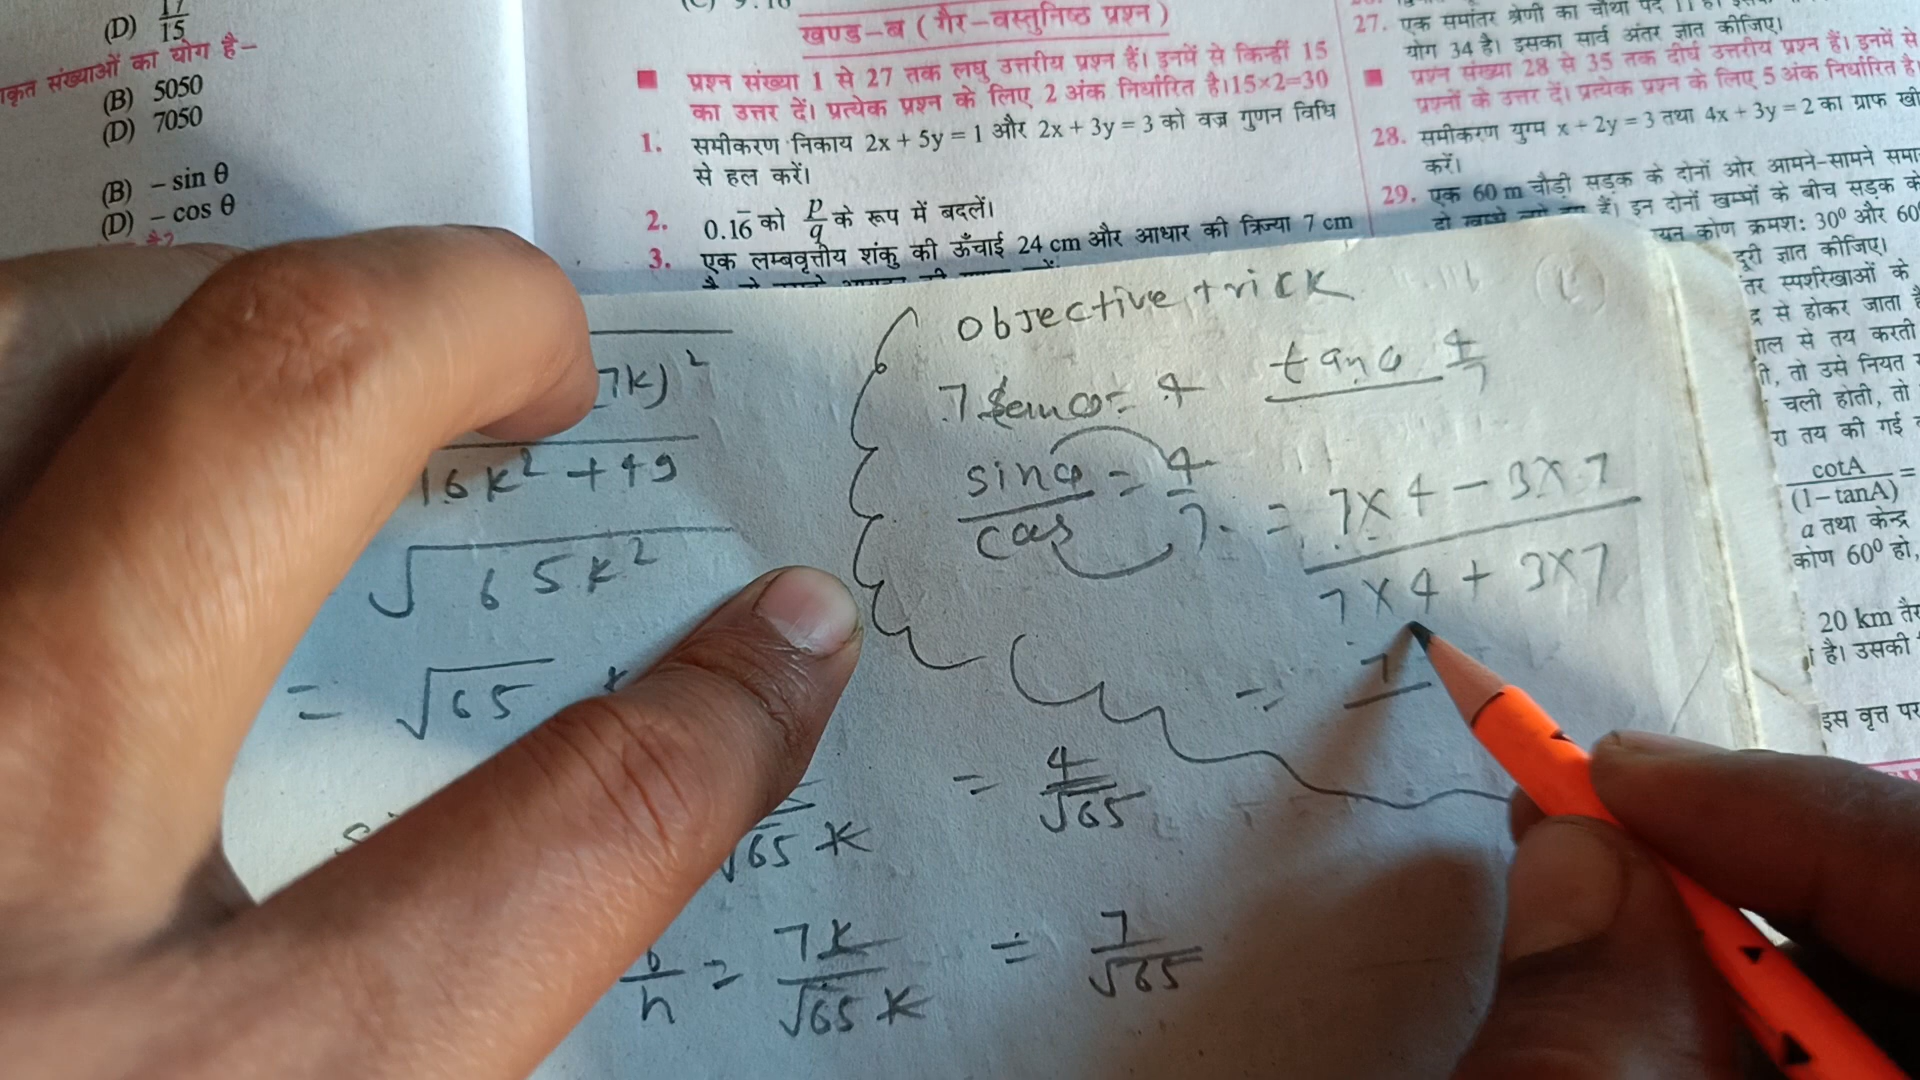 (D) 17/15
कृत संख्याओं का योग है–
(B) 5050
(D) 7050
(B) – sin θ
(D) – cos θ
खण्ड–ब ( गैर–वस्तुनिष्ठ प्रश्न )
■ प्रश्न संख्या 1 से 27 तक लघु उत्तरीय प्रश्न हैं। इनमें से किन्हीं 15
का उत्तर दें। प्रत्येक प्रश्न के लिए 2 अंक निर्धारित है।15×2=30
1. समीकरण निकाय 2x + 5y = 1 और 2x + 3y = 3 को वज्र गुणन विधि
से हल करें।
2. 0.16̄ को p/q के रूप में बदलें।
3. एक लम्बवृत्तीय शंकु की ऊँचाई 24 cm और आधार की त्रिज्या 7 cm
27. एक समांतर श्रेणी का चौथा पद 11
योग 34 है। इसका सार्व अंतर ज्ञात कीजिए।
■ प्रश्न संख्या 28 से 35 तक दीर्घ उत्तरीय प्रश्न हैं। इनमें से
प्रश्नों के उत्तर दें। प्रत्येक प्रश्न के लिए 5 अंक निर्धारित है।
28. समीकरण युग्म x + 2y = 3 तथा 4x + 3y = 2 का ग्राफ
करें।
29. एक 60 m चौड़ी सड़क के दोनों ओर आमने-सामने
हैं। इन दोनों खम्भों के बीच सड़क के
कोण क्रमश: 30⁰ और 60
दूरी ज्ञात कीजिए।
स्पर्शरेखाओं के
से होकर जाता है
से तय करती
तो उसे नियत
चली होती, तो
तय की गई
cotA/(1–tanA) =
a तथा केन्द्र
कोण 60⁰ हो,
20 km
है। उसकी
इस वृत्त पर
7k)²
16k² + 49
√65k²
= √65
√65 k
= 4/√65
b/h = 7k/√65 k = 7/√65
objective trick
7 sinθ = 4 tanθ 4/7
sinθ/cos = 4/7 = 7×4 – 3×7 / 7×4 + 3×7
= 7